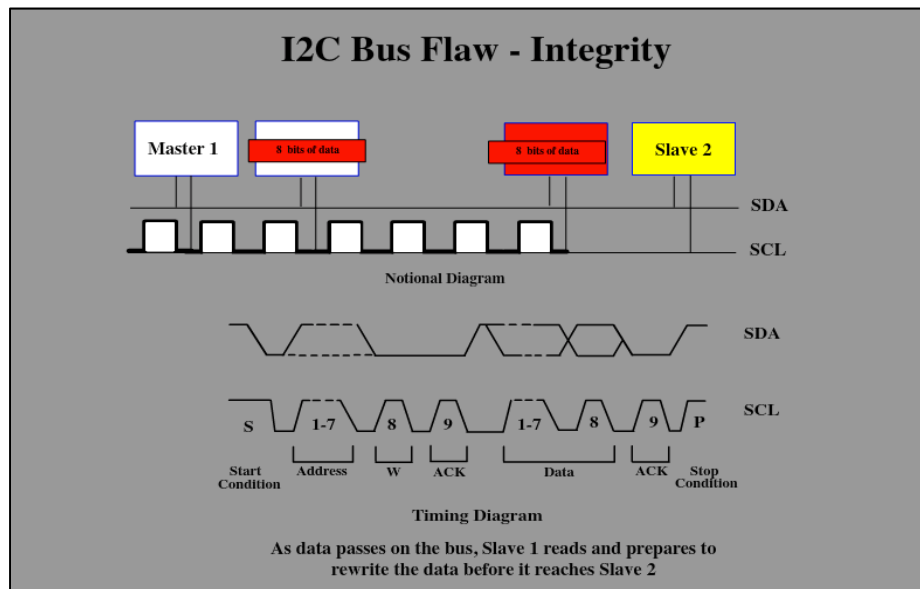 I2C Bus Flaw - Integrity
Master 1
8 bits of data
8 bits of data
Slave 2
SDA
SCL
Notional Diagram
SDA
SCL
S
1-7
8
9
1-7
8
9
P
Start
Condition
Address
W
ACK
Data
ACK
Stop
Condition
Timing Diagram
As data passes on the bus, Slave 1 reads and prepares to
rewrite the data before it reaches Slave 2